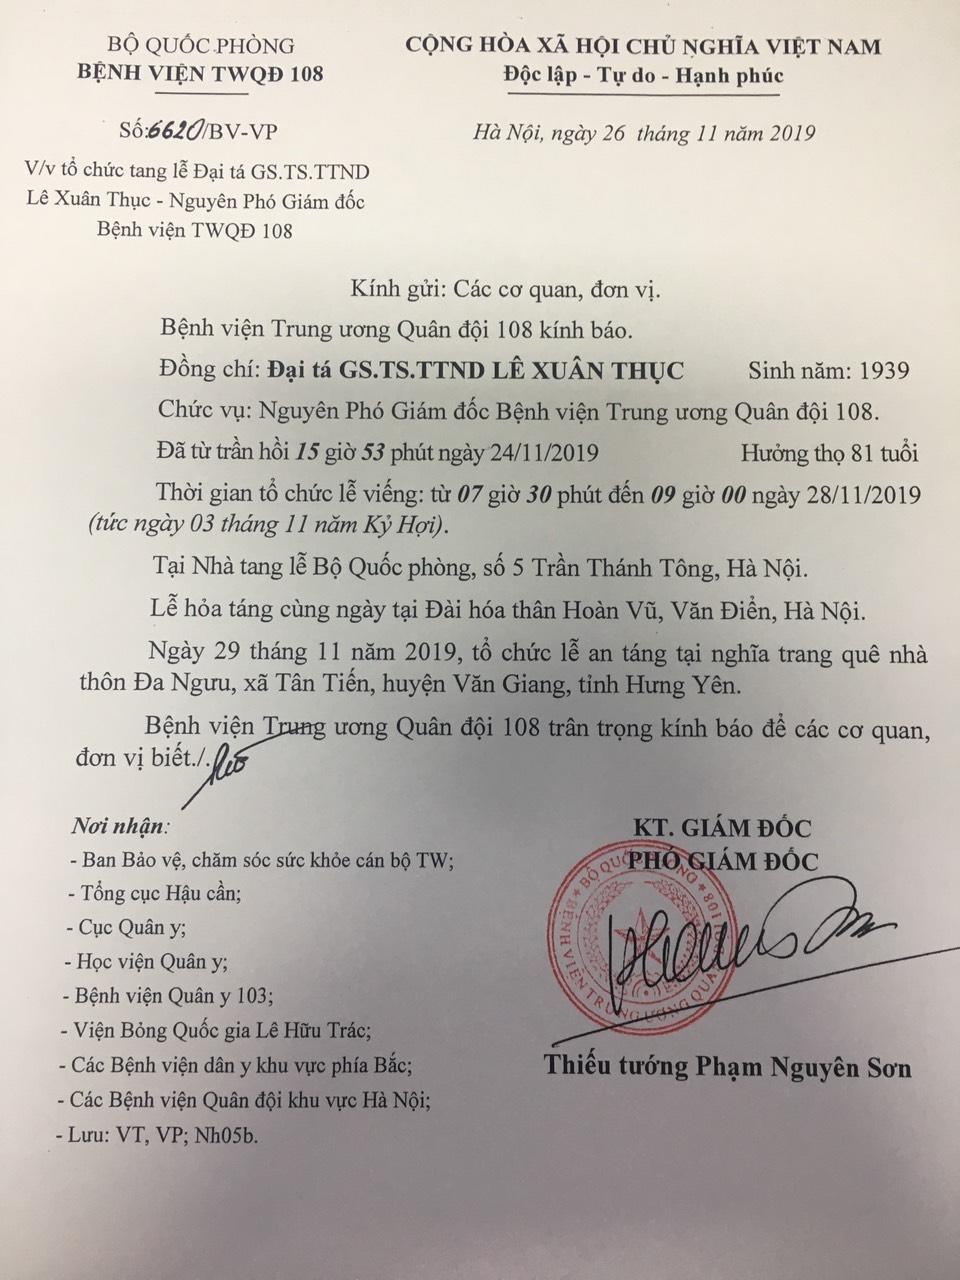 BỘ QUỐC PHÒNG
BỆNH VIỆN TWQĐ 108
CỘNG HÒA XÃ HỘI CHỦ NGHĨA VIỆT NAM
Độc lập - Tự do - Hạnh phúc
Số:6620/BV-VP
Hà Nội, ngày 26 tháng 11 năm 2019
V/v tổ chức tang lễ Đại tá GS.TS.TTND
Lê Xuân Thục - Nguyên Phó Giám đốc
Bệnh viện TWQĐ 108
Kính gửi: Các cơ quan, đơn vị.
Bệnh viện Trung ương Quân đội 108 kính báo.
Đồng chí: Đại tá GS.TS.TTND LÊ XUÂN THỤC Sinh năm: 1939
Chức vụ: Nguyên Phó Giám đốc Bệnh viện Trung ương Quân đội 108.
Đã từ trần hồi 15 giờ 53 phút ngày 24/11/2019 Hưởng thọ 81 tuổi
Thời gian tổ chức lễ viếng: từ 07 giờ 30 phút đến 09 giờ 00 ngày 28/11/2019
(tức ngày 03 tháng 11 năm Kỷ Hợi).
Tại Nhà tang lễ Bộ Quốc phòng, số 5 Trần Thánh Tông, Hà Nội.
Lễ hỏa táng cùng ngày tại Đài hóa thân Hoàn Vũ, Văn Điển, Hà Nội.
Ngày 29 tháng 11 năm 2019, tổ chức lễ an táng tại nghĩa trang quê nhà
thôn Đa Ngưu, xã Tân Tiến, huyện Văn Giang, tỉnh Hưng Yên.
Bệnh viện Trung ương Quân đội 108 trân trọng kính báo để các cơ quan,
đơn vị biết./.
Nơi nhận:
- Ban Bảo vệ, chăm sóc sức khỏe cán bộ TW;
- Tổng cục Hậu cần;
- Cục Quân y;
- Học viện Quân y;
- Bệnh viện Quân y 103;
- Viện Bỏng Quốc gia Lê Hữu Trác;
- Các Bệnh viện dân y khu vực phía Bắc;
- Các Bệnh viện Quân đội khu vực Hà Nội;
- Lưu: VT, VP; Nh05b.
KT. GIÁM ĐỐC
PHÓ GIÁM ĐỐC
BỘ QUỐC PHÒNG
BỆNH VIỆN TRUNG ƯƠNG QUÂN ĐỘI 108
Thiếu tướng Phạm Nguyên Sơn